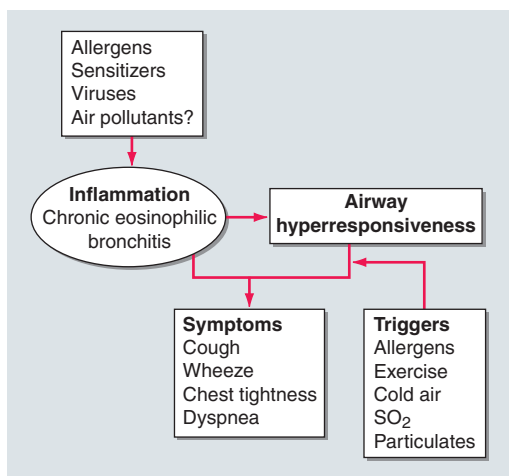 Allergens
Sensitizers
Viruses
Air pollutants?
Inflammation
Chronic eosinophilic
bronchitis
Airway
hyperresponsiveness
Symptoms
Cough
Wheeze
Chest tightness
Dyspnea
Triggers
Allergens
Exercise
Cold air
SO₂
Particulates